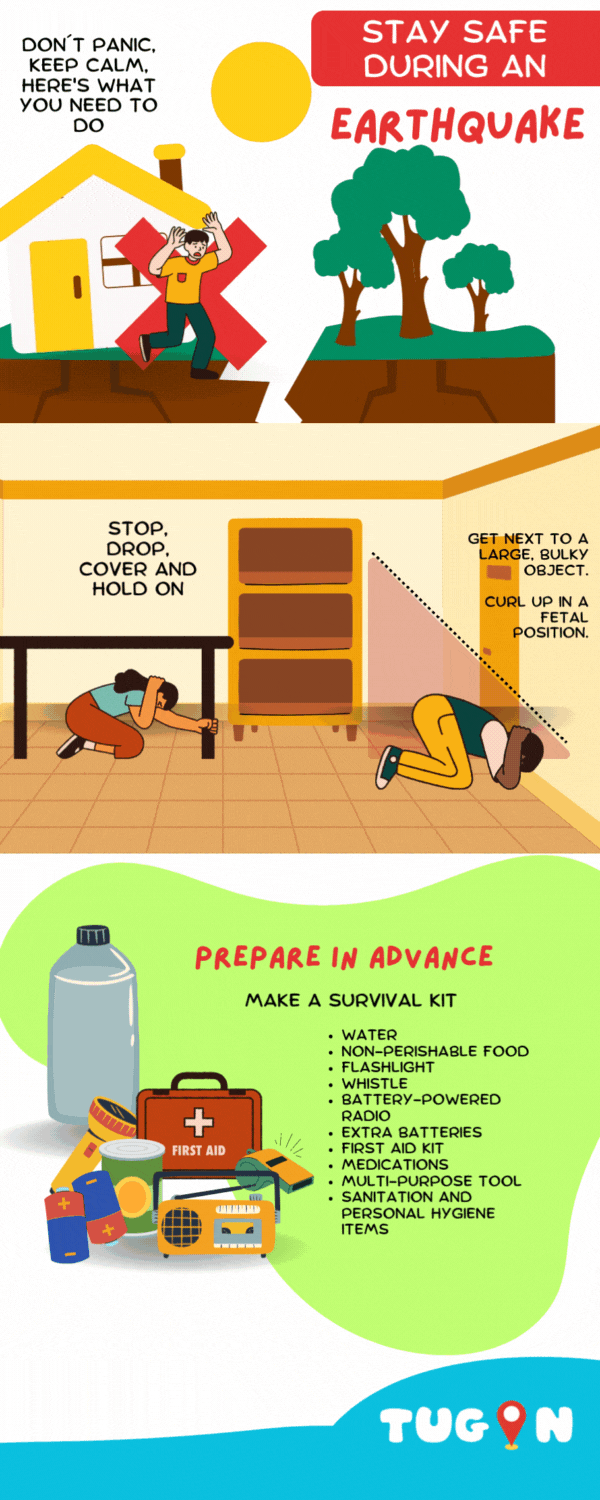 DON´T PANIC,
KEEP CALM,
HERE'S WHAT
YOU NEED TO
DO
STAY SAFE
DURING AN
EARTHQUAKE
STOP,
DROP,
COVER AND
HOLD ON
GET NEXT TO A
LARGE, BULKY
OBJECT.
CURL UP IN A
FETAL
POSITION.
PREPARE IN ADVANCE
MAKE A SURVIVAL KIT
• WATER
• NON-PERISHABLE FOOD
• FLASHLIGHT
• WHISTLE
• BATTERY-POWERED
RADIO
• EXTRA BATTERIES
• FIRST AID KIT
• MEDICATIONS
• MULTI-PURPOSE TOOL
• SANITATION AND
PERSONAL HYGIENE
ITEMS
FIRST AID
TUGON